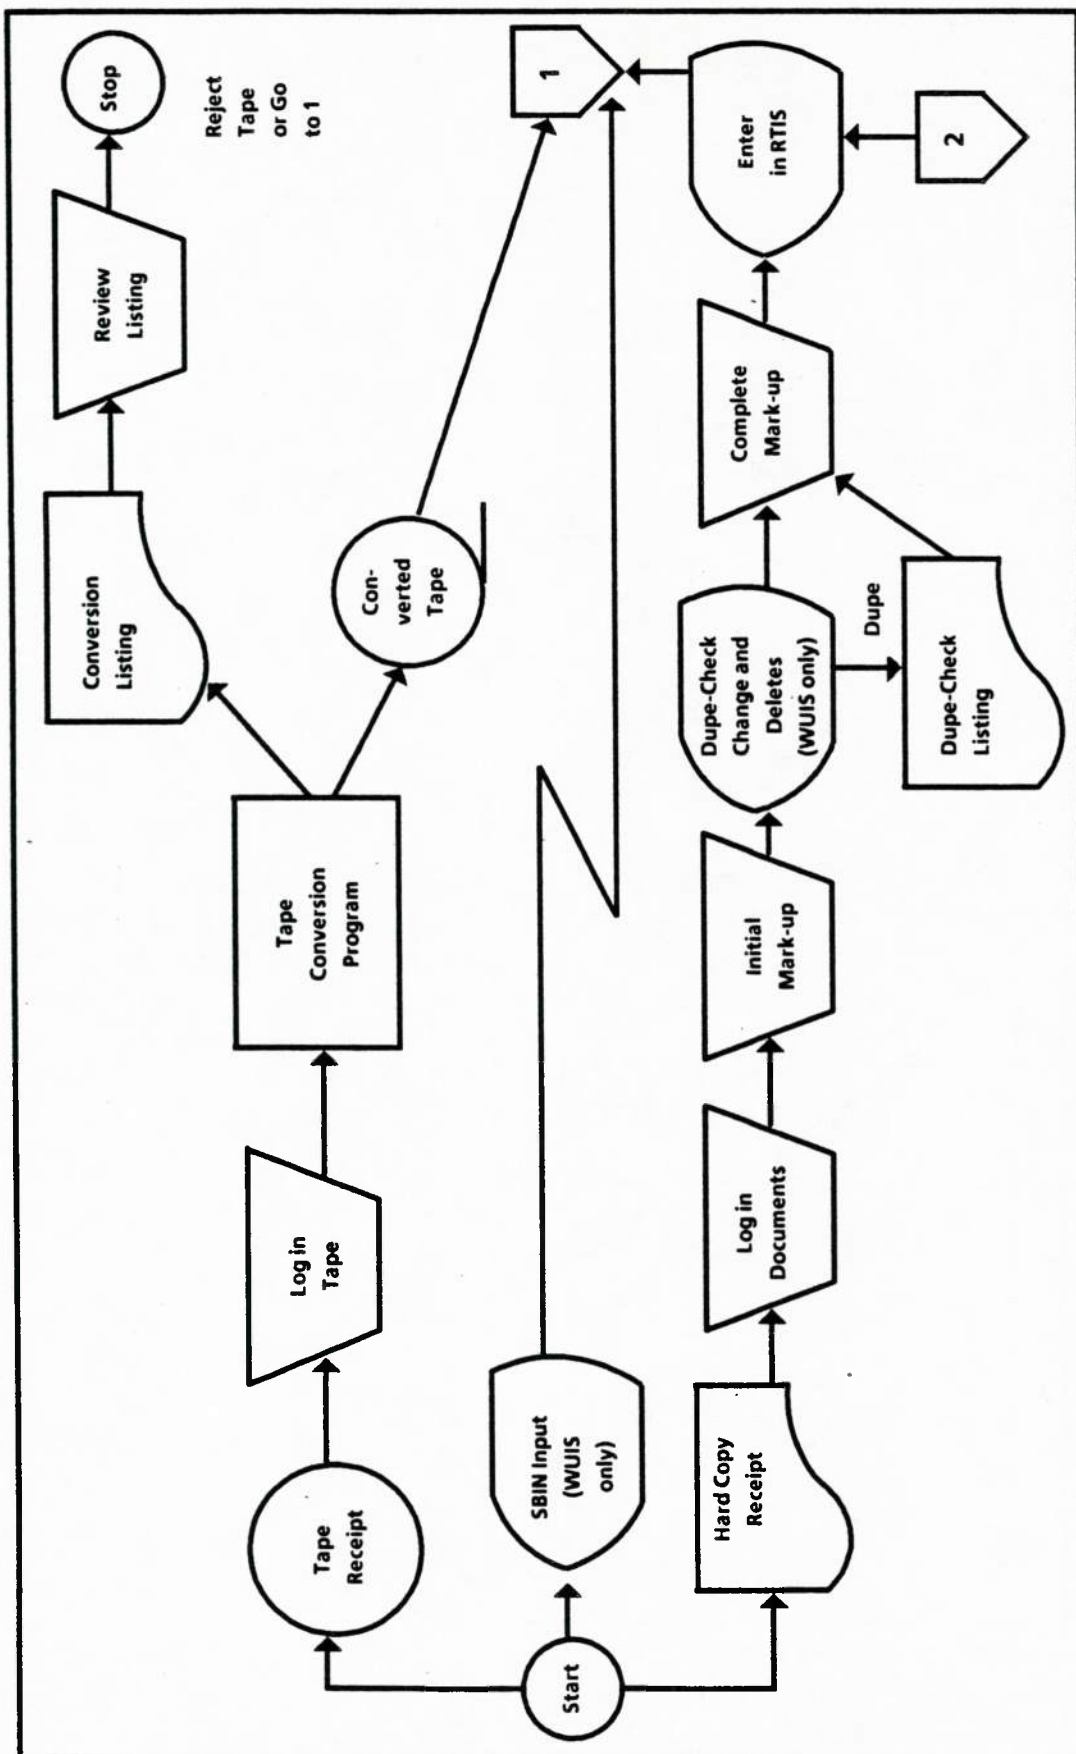 Start
Tape
Receipt
Log in
Tape
Tape
Conversion
Program
Conversion
Listing
Review
Listing
Stop
Reject
Tape
or Go
to 1
Con-
verted
Tape
SBIN Input
(WUIS
only)
1
Hard Copy
Receipt
Log in
Documents
Initial
Mark-up
Dupe-Check
Change and
Deletes
(WUIS only)
Dupe
Dupe-Check
Listing
Complete
Mark-up
Enter
in RTIS
2